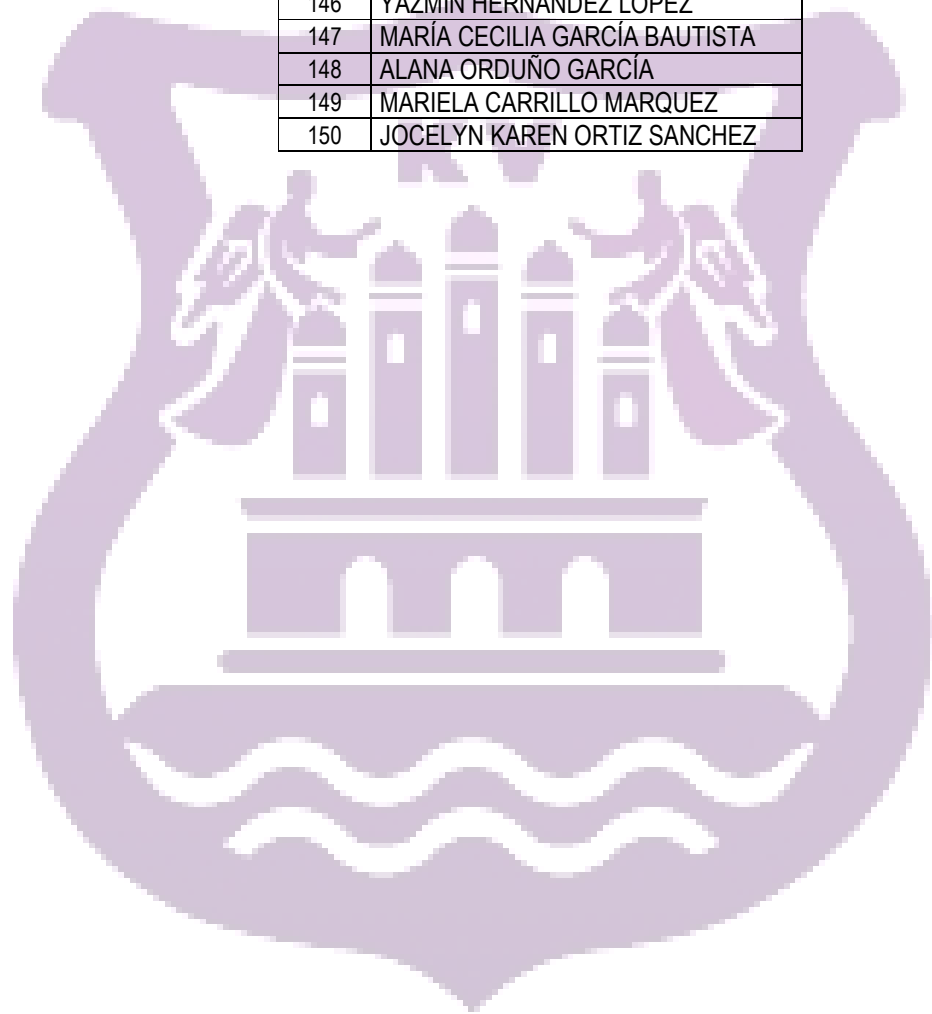 146 YAZMIN HERNANDEZ LOPEZ
147 MARÍA CECILIA GARCÍA BAUTISTA
148 ALANA ORDUÑO GARCÍA
149 MARIELA CARRILLO MARQUEZ
150 JOCELYN KAREN ORTIZ SANCHEZ
KV